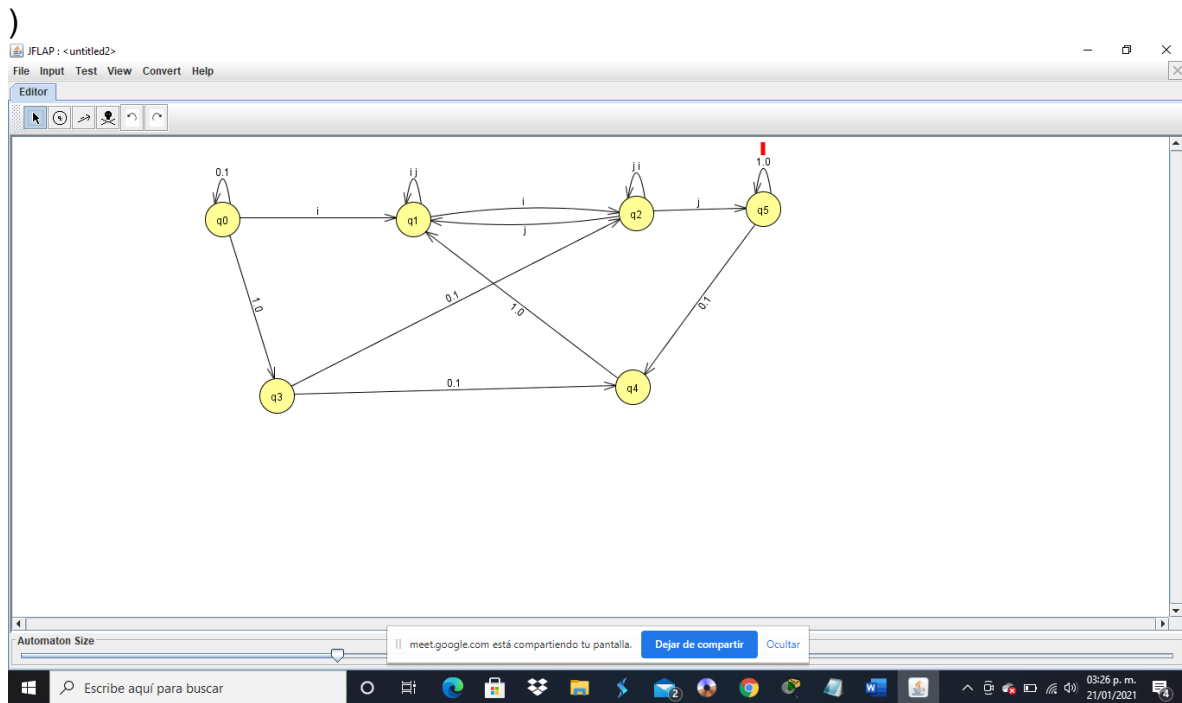 )
JFLAP : <untitled2>
File Input Test View Convert Help
Editor
0.1
i j
j i
1.0
q0
i
q1
i
j
q2
j
q5
1.0
0.1
1.0
0.1
q3
0.1
q4
Automaton Size
meet.google.com está compartiendo tu pantalla. Dejar de compartir Ocultar
Escribe aquí para buscar
2
03:26 p. m.
21/01/2021
4